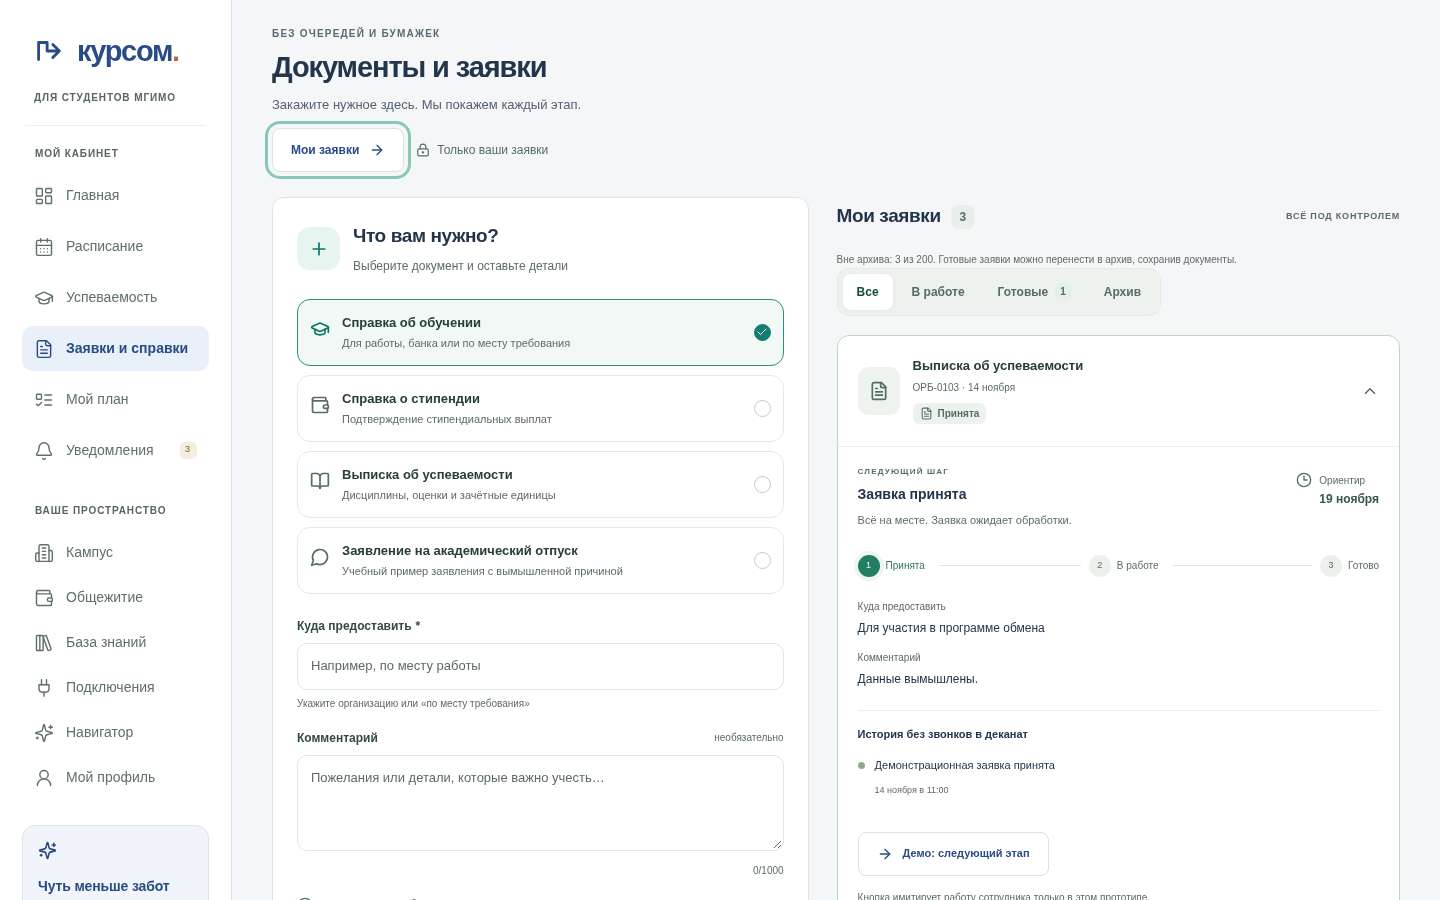 курсом.
ДЛЯ СТУДЕНТОВ МГИМО
МОЙ КАБИНЕТ
Главная
Расписание
Успеваемость
Заявки и справки
Мой план
Уведомления 3
ВАШЕ ПРОСТРАНСТВО
Кампус
Общежитие
База знаний
Подключения
Навигатор
Мой профиль
Чуть меньше забот
БЕЗ ОЧЕРЕДЕЙ И БУМАЖЕК
Документы и заявки
Закажите нужное здесь. Мы покажем каждый этап.
Мои заявки
Только ваши заявки
Что вам нужно?
Выберите документ и оставьте детали
Справка об обучении
Для работы, банка или по месту требования
Справка о стипендии
Подтверждение стипендиальных выплат
Выписка об успеваемости
Дисциплины, оценки и зачётные единицы
Заявление на академический отпуск
Учебный пример заявления с вымышленной причиной
Куда предоставить *
Например, по месту работы
Укажите организацию или «по месту требования»
Комментарий необязательно
Пожелания или детали, которые важно учесть…
0/1000
Мои заявки 3
ВСЁ ПОД КОНТРОЛЕМ
Вне архива: 3 из 200. Готовые заявки можно перенести в архив, сохранив документы.
Все В работе Готовые 1 Архив
Выписка об успеваемости
ОРБ-0103 · 14 ноября
Принята
СЛЕДУЮЩИЙ ШАГ
Заявка принята
Всё на месте. Заявка ожидает обработки.
Ориентир
19 ноября
1 Принята 2 В работе 3 Готово
Куда предоставить
Для участия в программе обмена
Комментарий
Данные вымышлены.
История без звонков в деканат
Демонстрационная заявка принята
14 ноября в 11:00
Демо: следующий этап
Кнопка имитирует работу сотрудника только в этом прототипе.